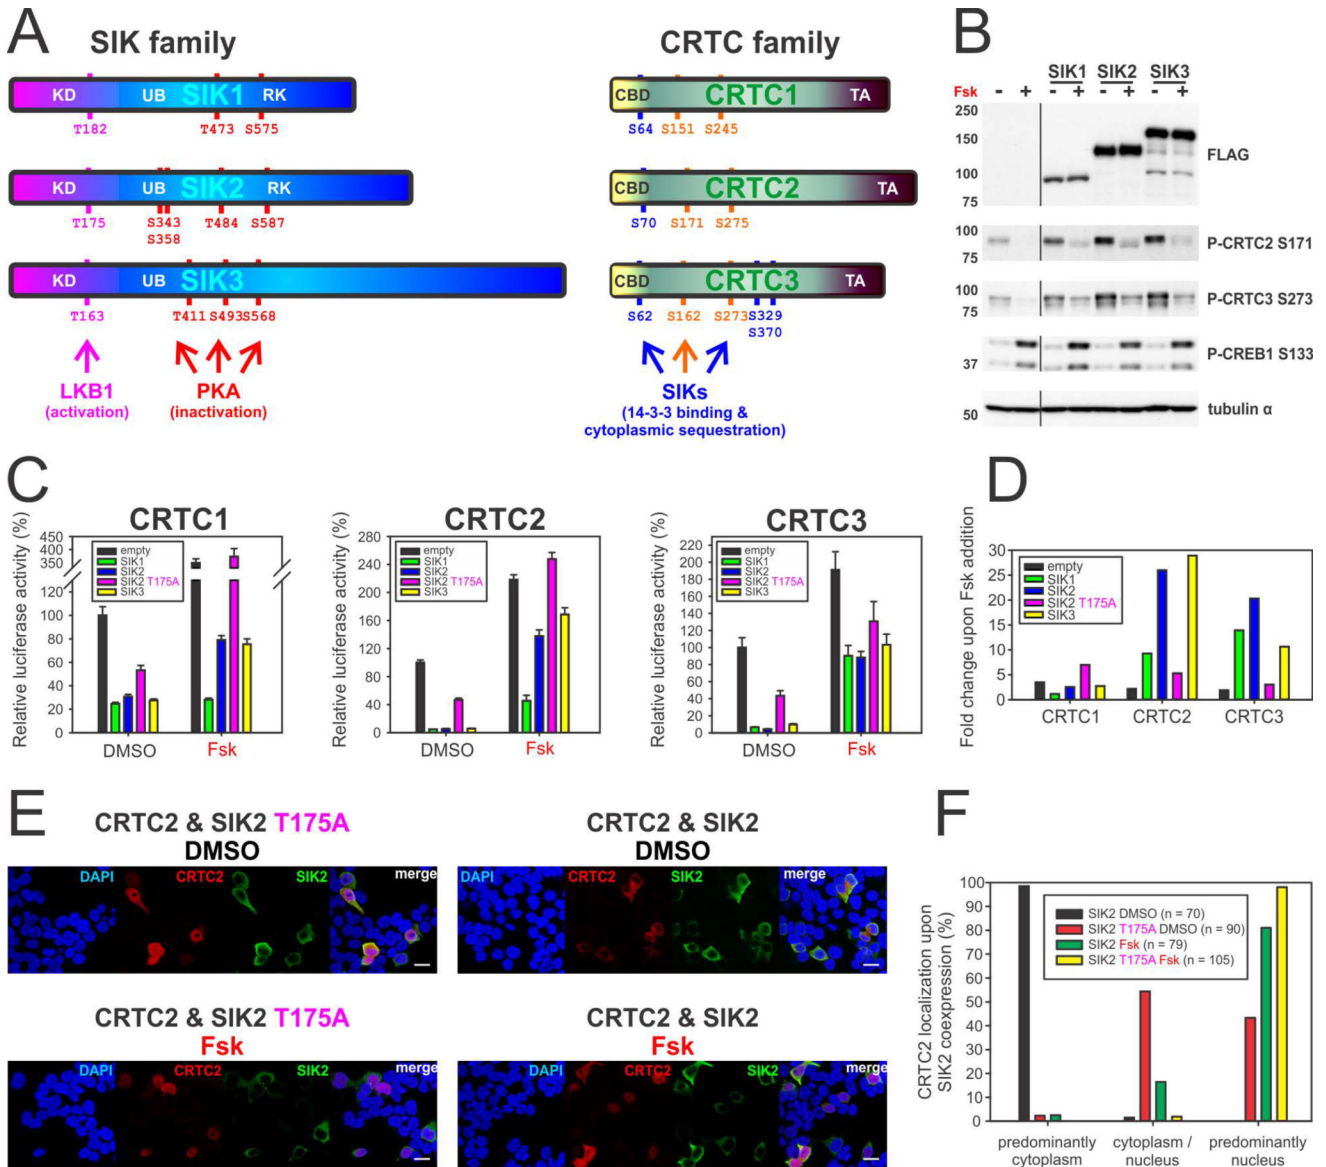 A
SIK family
CRTC family
KD UB SIK1 RK
T182 T473 S575
KD UB SIK2 RK
T175 S343 T484 S587
S358
KD UB SIK3
T163 T411 S493 S568
LKB1
(activation)
PKA
(inactivation)
CBD CRTC1 TA
S64 S151 S245
CBD CRTC2 TA
S70 S171 S275
CBD CRTC3 TA
S62 S162 S273 S329
S370
SIKs
(14-3-3 binding &
cytoplasmic sequestration)
B
SIK1 SIK2 SIK3
Fsk - + - + - + - +
250
150
100
75
FLAG
100
75
P-CRTC2 S171
100
75
P-CRTC3 S273
37
P-CREB1 S133
50
tubulin α
C
CRTC1
Relative luciferase activity (%)
450
400
350
120
80
60
40
20
0
empty
SIK1
SIK2
SIK2 T175A
SIK3
DMSO Fsk
CRTC2
Relative luciferase activity (%)
280
240
200
160
120
80
40
0
empty
SIK1
SIK2
SIK2 T175A
SIK3
DMSO Fsk
CRTC3
Relative luciferase activity (%)
220
200
180
160
140
120
100
80
60
40
20
0
empty
SIK1
SIK2
SIK2 T175A
SIK3
DMSO Fsk
D
Fold change upon Fsk addition
30
25
20
15
10
5
0
empty
SIK1
SIK2
SIK2 T175A
SIK3
CRTC1 CRTC2 CRTC3
E
CRTC2 & SIK2 T175A
DMSO
DAPI CRTC2 SIK2 merge
CRTC2 & SIK2
DMSO
DAPI CRTC2 SIK2 merge
CRTC2 & SIK2 T175A
Fsk
DAPI CRTC2 SIK2 merge
CRTC2 & SIK2
Fsk
DAPI CRTC2 SIK2 merge
F
CRTC2 localization upon
SIK2 coexpression (%)
100
90
80
70
60
50
40
30
20
10
0
SIK2 DMSO (n = 70)
SIK2 T175A DMSO (n = 90)
SIK2 Fsk (n = 79)
SIK2 T175A Fsk (n = 105)
predominantly
cytoplasm
cytoplasm /
nucleus
predominantly
nucleus